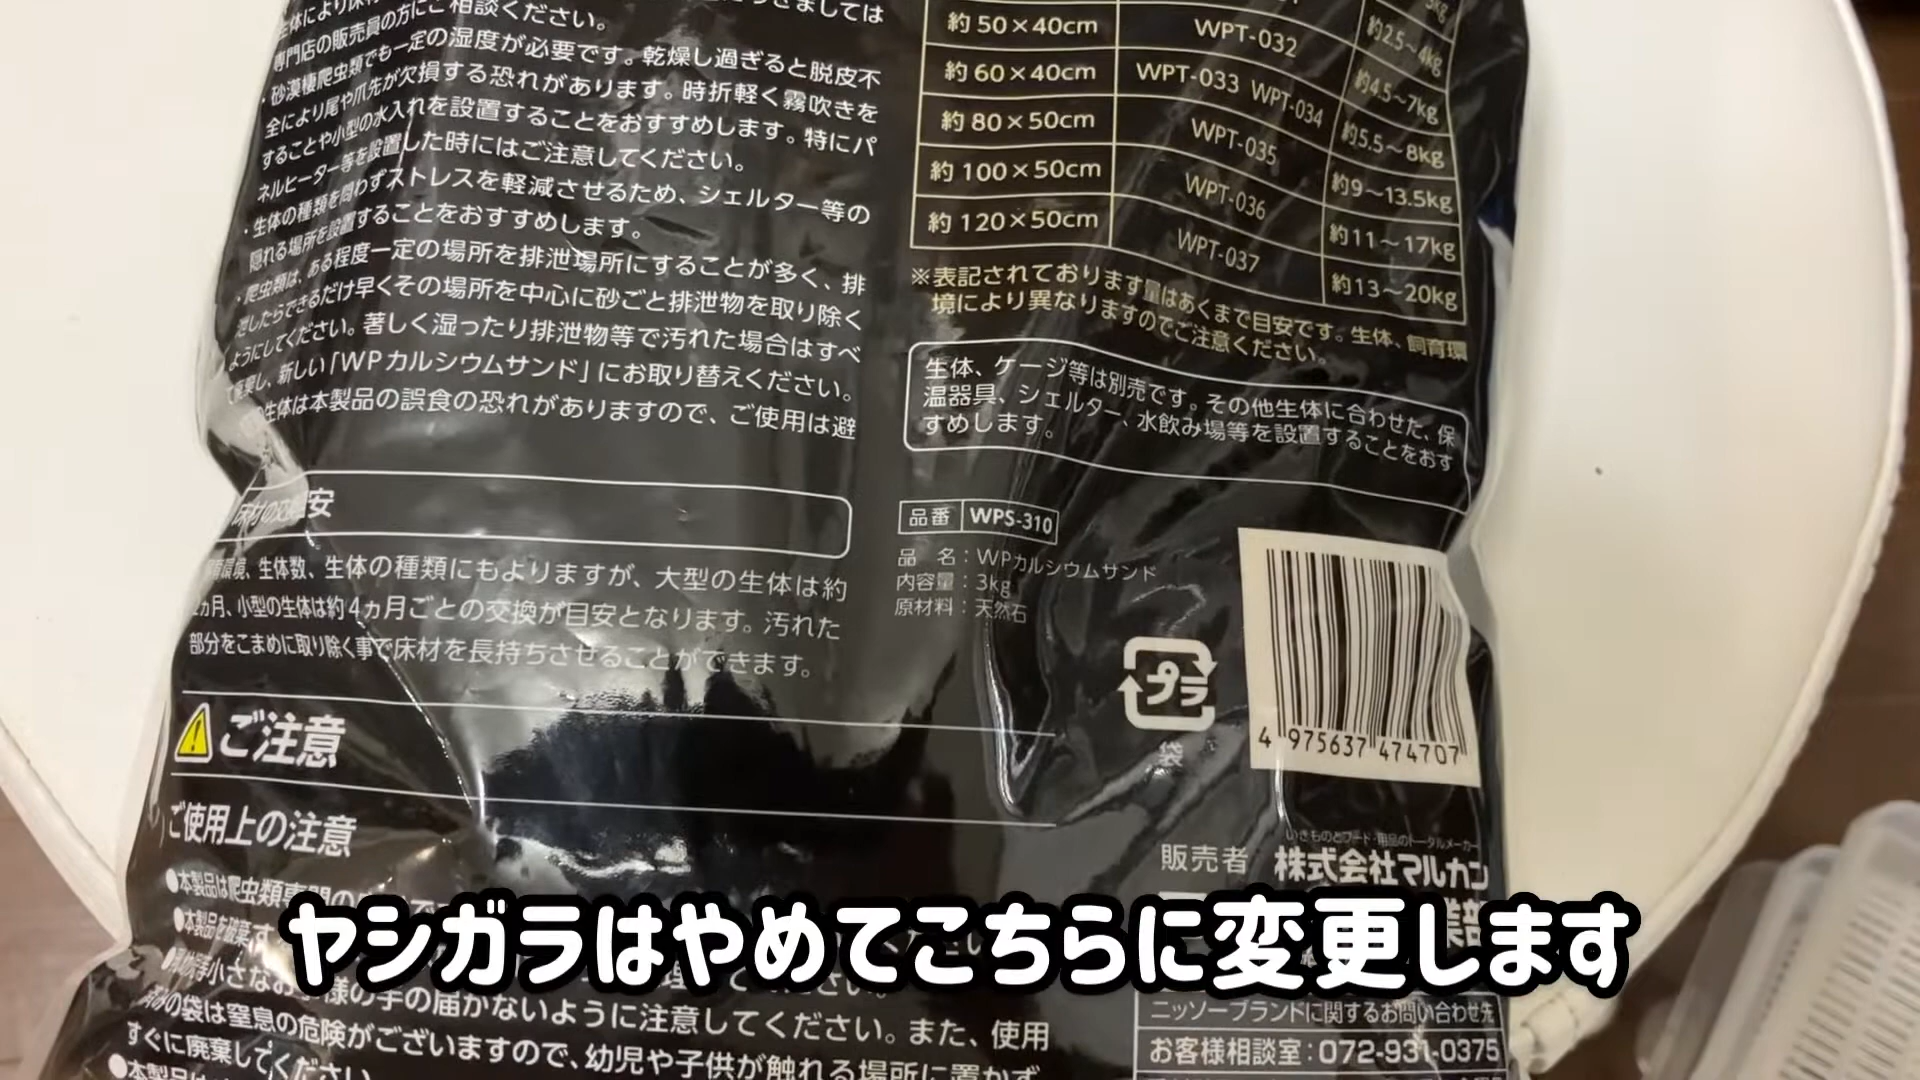 専門店の販売員の方にご相談ください。
・砂漠棲爬虫類でも一定の湿度が必要です。乾燥し過ぎると脱皮不
全により尾や爪先が欠損する恐れがあります。時折軽く霧吹きを
することや小型の水入れを設置することをおすすめします。特にパ
ネルヒーター等を設置した時にはご注意してください。
・生体の種類を問わずストレスを軽減させるため、シェルター等の
隠れる場所を設置することをおすすめします。
・爬虫類は、ある程度一定の場所を排泄場所にすることが多く、排
泄したらできるだけ早くその場所を中心に砂ごと排泄物を取り除く
ようにしてください。著しく湿ったり排泄物等で汚れた場合はすべ
て廃棄し、新しい「WPカルシウムサンド」にお取り替えください。
生体は本製品の誤食の恐れがありますので、ご使用は避
床材の交換目安
飼育環境、生体数、生体の種類にもよりますが、大型の生体は約
2ヵ月、小型の生体は約4ヵ月ごとの交換が目安となります。汚れた
部分をこまめに取り除く事で床材を長持ちさせることができます。
ご注意
ご使用上の注意
●本製品は爬虫類専門の
小さなお子様の手の届かないように注意してください。また、使用
済みの袋は窒息の危険がございますので、幼児や子供が触れる場所に置かず
すぐに廃棄してください
約50×40cm WPT-032 約2.5～4kg
約60×40cm WPT-033 WPT-034 約4.5～7kg
約80×50cm WPT-035 約5.5～8kg
約100×50cm WPT-036 約9～13.5kg
約120×50cm WPT-037 約11～17kg
約13～20kg
※表記されております量はあくまで目安です。生体、飼育環
境により異なりますのでご注意ください。
生体、ケージ等は別売です。その他生体に合わせた、保
温器具、シェルター、水飲み場等を設置することをおす
すめします。
品番 WPS-310
品 名：WPカルシウムサンド
内容量：3kg
原材料：天然石
プラ
袋
4 975637 474707
いきものとフード・用品のトータルメーカー
販売者 株式会社マルカン
ヤシガラはやめてこちらに変更します
ニッソーブランドに関するお問い合わせ先
お客様相談室：072-931-0375